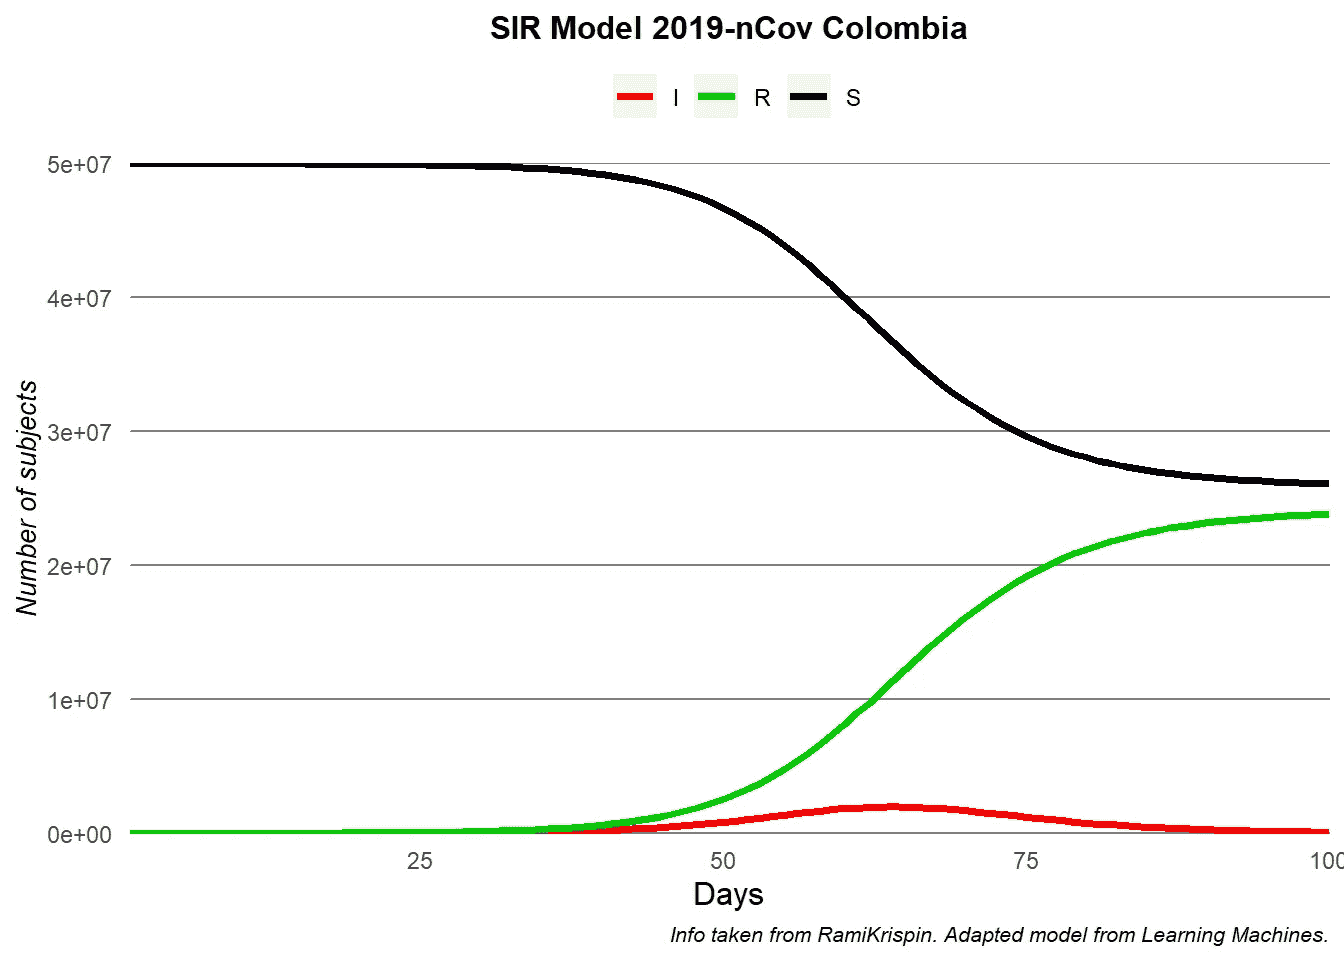 SIR Model 2019-nCov Colombia
I R S
5e+07
4e+07
3e+07
2e+07
1e+07
0e+00
Number of subjects
25 50 75 100
Days
Info taken from RamiKrispin. Adapted model from Learning Machines.